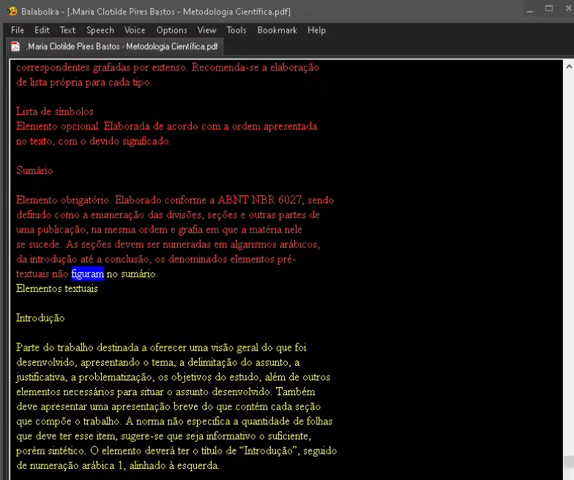 Balabolka - [.Maria Clotilde Pires Bastos - Metodologia Científica.pdf]
File Edit Text Speech Voice Options View Tools Bookmark Help
.Maria Clotilde Pires Bastos - Metodologia Científica.pdf
correspondentes grafadas por extenso. Recomenda-se a elaboração
de lista própria para cada tipo.
Lista de símbolos
Elemento opcional. Elaborada de acordo com a ordem apresentada
no texto, com o devido significado.
Sumário
Elemento obrigatório. Elaborado conforme a ABNT NBR 6027, sendo
definido como a enumeração das divisões, seções e outras partes de
uma publicação, na mesma ordem e grafia em que a matéria nele
se sucede. As seções devem ser numeradas em algarismos arábicos,
da introdução até a conclusão, os denominados elementos pré-
textuais não figuram no sumário.
Elementos textuais
Introdução
Parte do trabalho destinada a oferecer uma visão geral do que foi
desenvolvido, apresentando o tema, a delimitação do assunto, a
justificativa, a problematização, os objetivos do estudo, além de outros
elementos necessários para situar o assunto desenvolvido. Também
deve apresentar uma apresentação breve do que contém cada seção
que compõe o trabalho. A norma não especifica a quantidade de folhas
que deve ter esse item, sugere-se que seja informativo o suficiente,
porém sintético. O elemento deverá ter o título de “Introdução”, seguido
de numeração arábica 1, alinhado à esquerda.